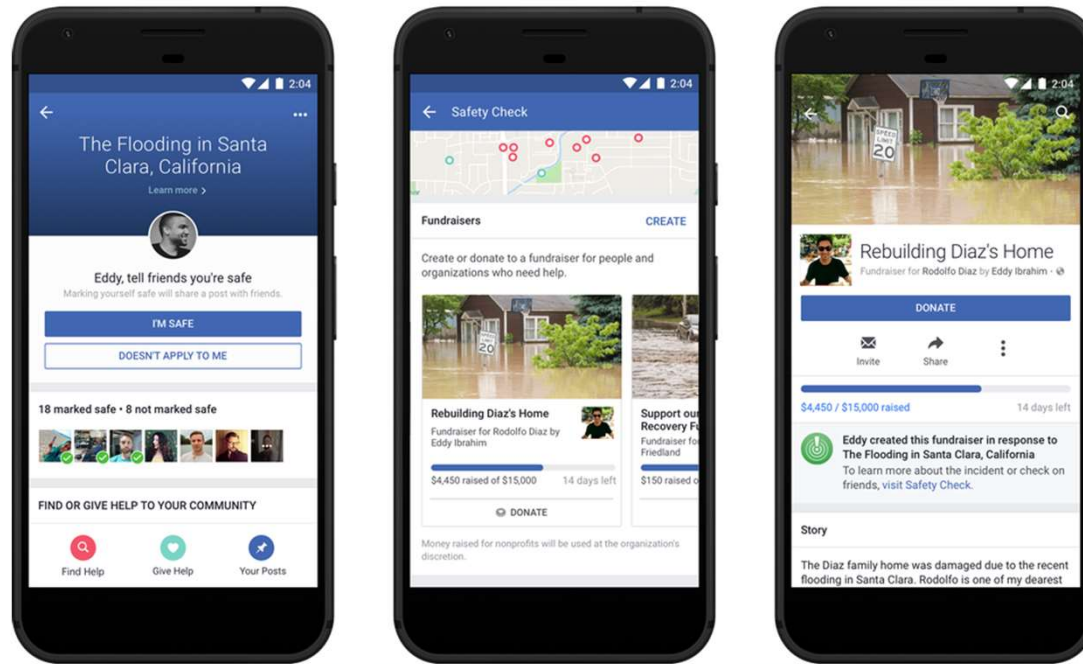 2:04
The Flooding in Santa
Clara, California
Learn more >
Eddy, tell friends you're safe
Marking yourself safe will share a post with friends.
I'M SAFE
DOESN'T APPLY TO ME
18 marked safe • 8 not marked safe
FIND OR GIVE HELP TO YOUR COMMUNITY
Find Help
Give Help
Your Posts
2:04
Safety Check
Fundraisers
CREATE
Create or donate to a fundraiser for people and
organizations who need help.
SPEED
LIMIT
20
Rebuilding Diaz's Home
Fundraiser for Rodolfo Diaz by
Eddy Ibrahim
$4,450 raised of $15,000
14 days left
DONATE
Support our
Recovery Fu
Fundraiser for
Friedland
$150 raised o
Money raised for nonprofits will be used at the organization's
discretion.
2:04
SPEED
LIMIT
20
Rebuilding Diaz's Home
Fundraiser for Rodolfo Diaz by Eddy Ibrahim ·
DONATE
Invite
Share
$4,450 / $15,000 raised
14 days left
Eddy created this fundraiser in response to
The Flooding in Santa Clara, California
To learn more about the incident or check on
friends, visit Safety Check.
Story
The Diaz family home was damaged due to the recent
flooding in Santa Clara. Rodolfo is one of my dearest